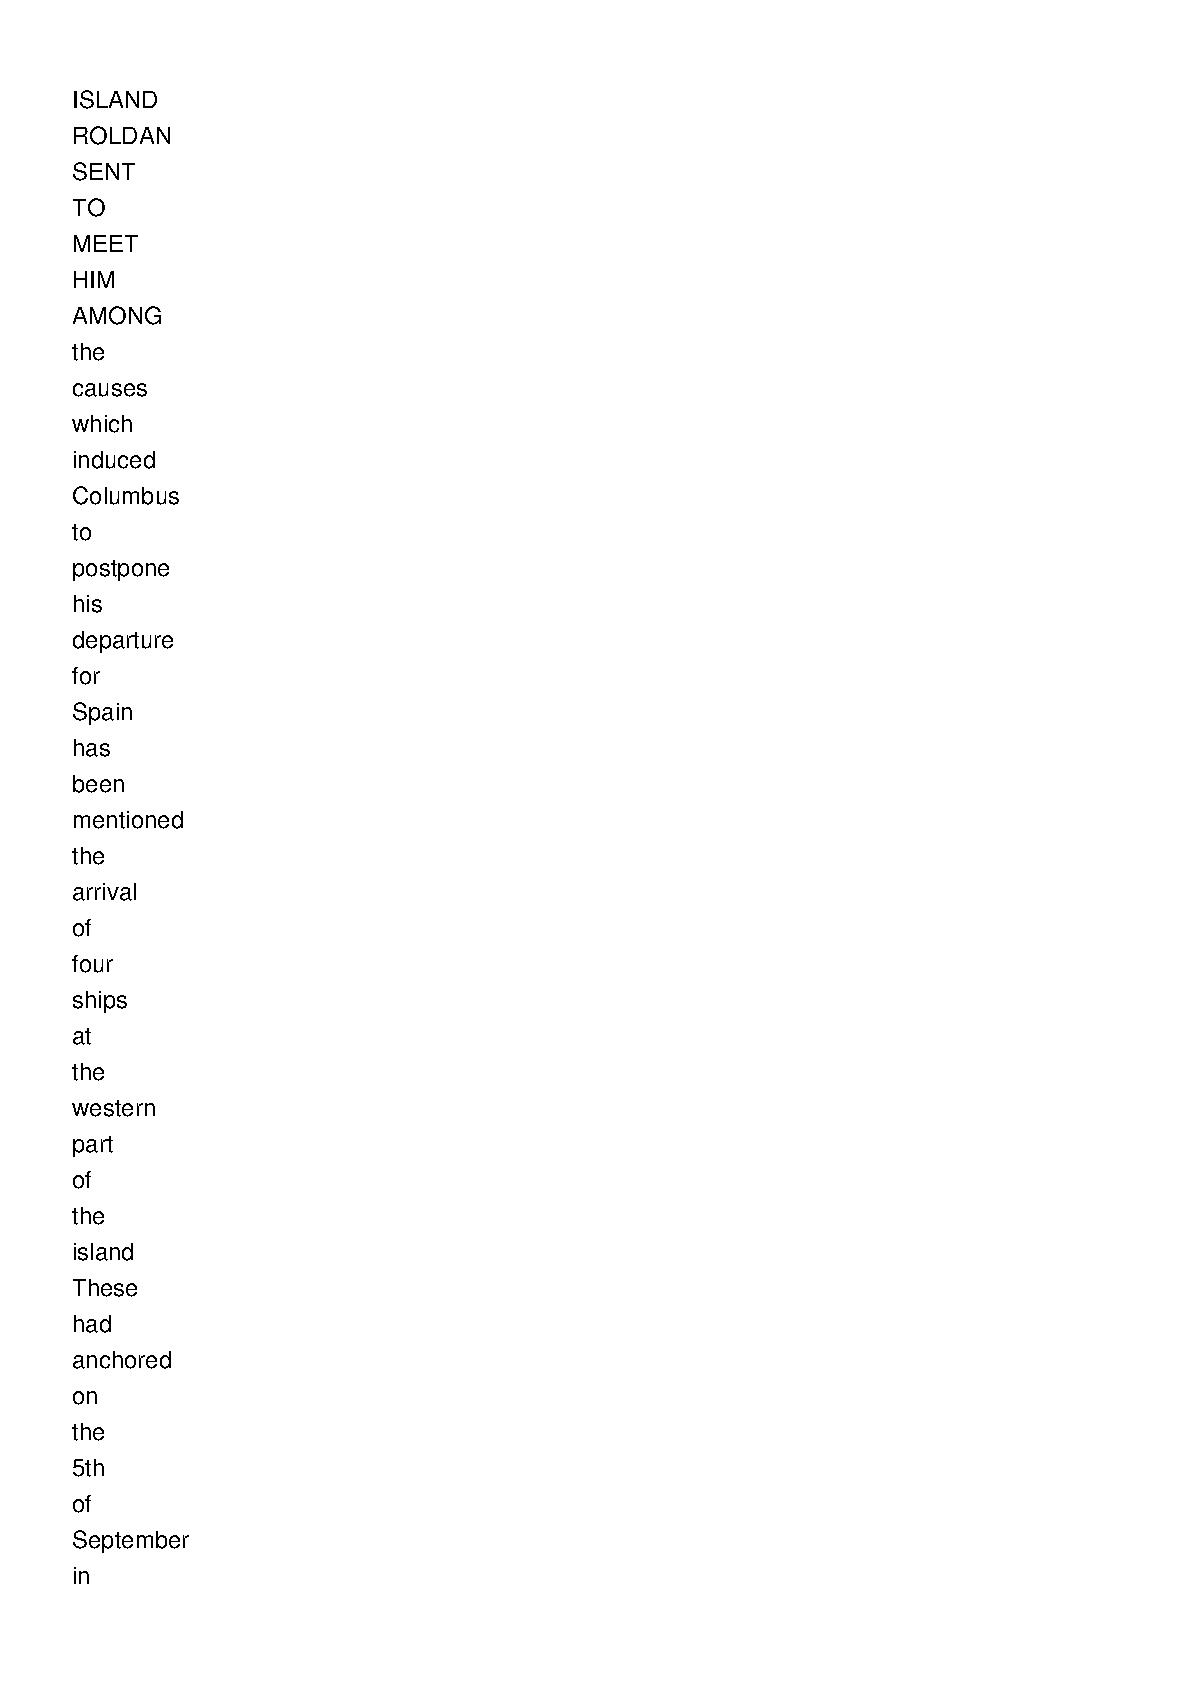 ISLAND
ROLDAN
SENT
TO
MEET
HIM
AMONG
the
causes
which
induced
Columbus
to
postpone
his
departure
for
Spain
has
been
mentioned
the
arrival
of
four
ships
at
the
western
part
of
the
island
These
had
anchored
on
the
5th
of
September
in